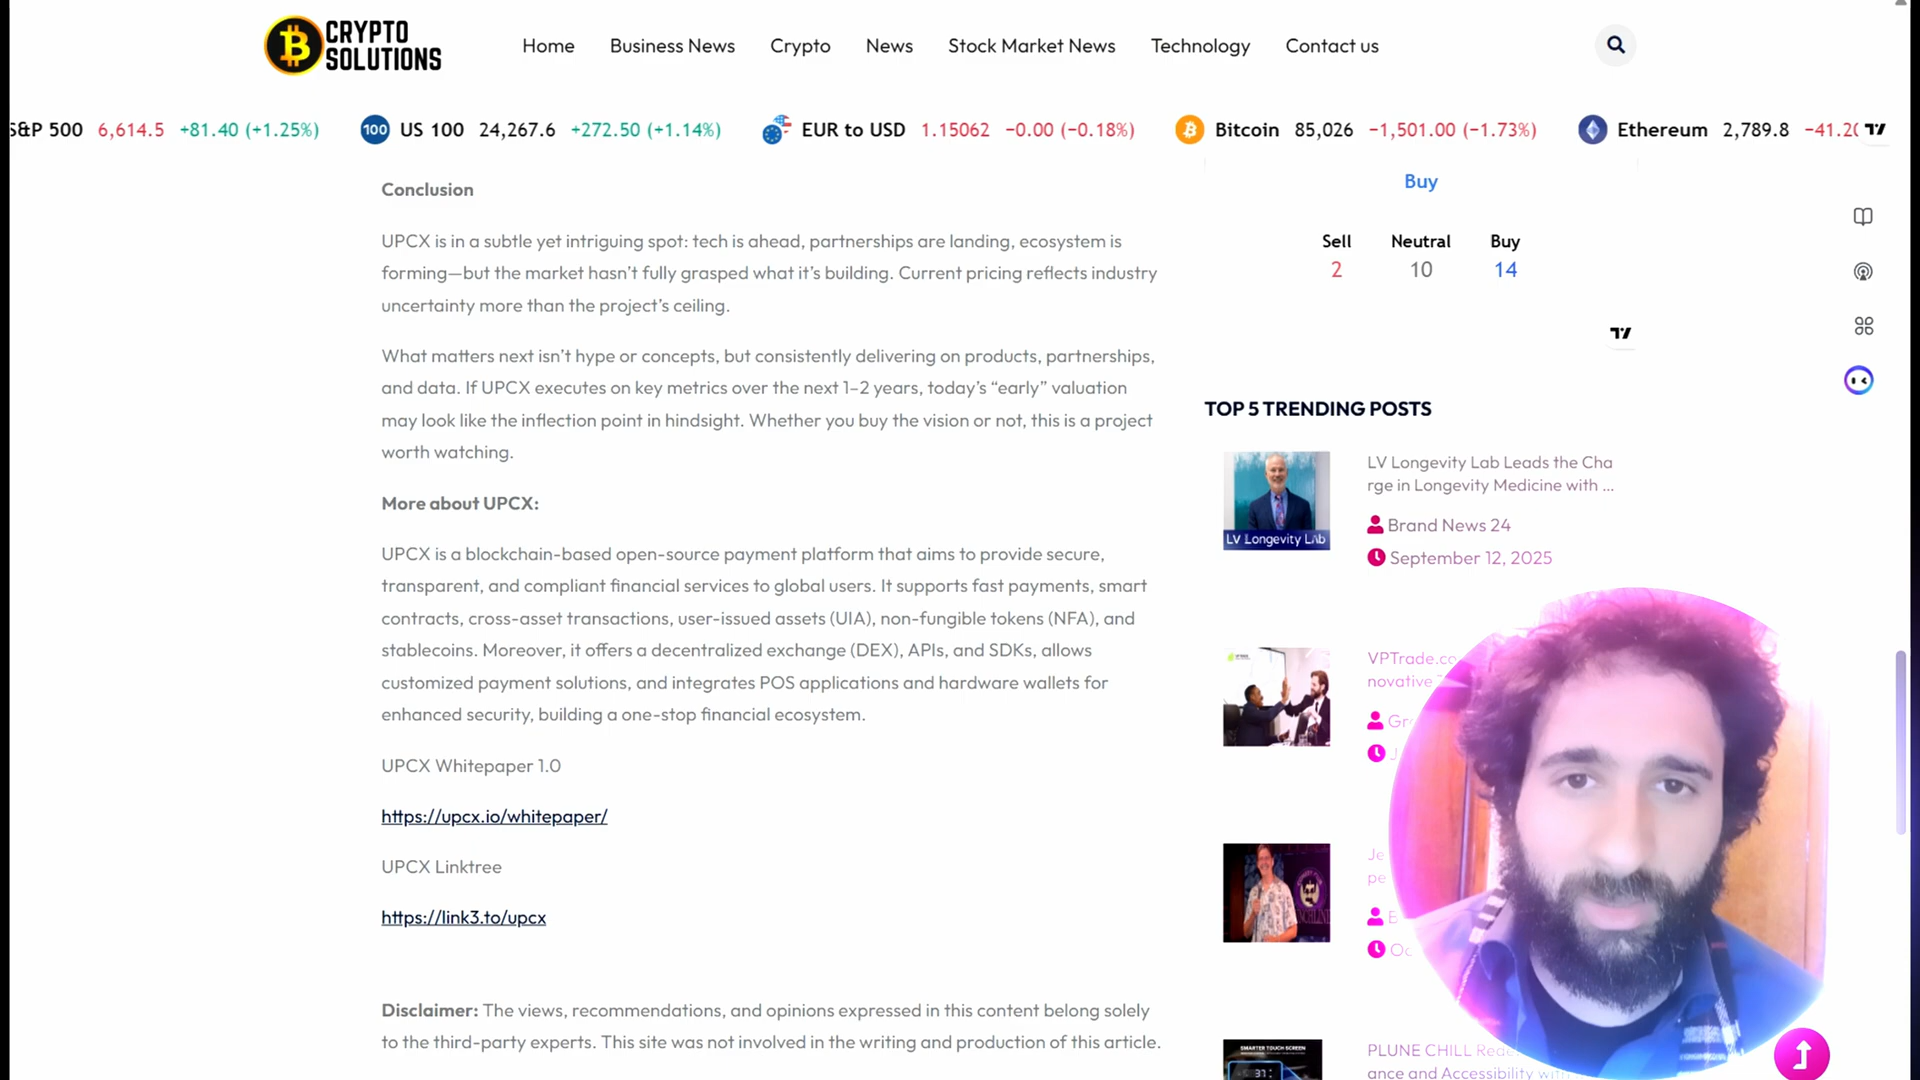 CRYPTO
SOLUTIONS
Home Business News Crypto News Stock Market News Technology Contact us
S&P 500 6,614.5 +81.40 (+1.25%) 100 US 100 24,267.6 +272.50 (+1.14%) EUR to USD 1.15062 −0.00 (−0.18%) Bitcoin 85,026 −1,501.00 (−1.73%) Ethereum 2,789.8 −41.20
Conclusion
UPCX is in a subtle yet intriguing spot: tech is ahead, partnerships are landing, ecosystem is
forming—but the market hasn’t fully grasped what it’s building. Current pricing reflects industry
uncertainty more than the project’s ceiling.
What matters next isn’t hype or concepts, but consistently delivering on products, partnerships,
and data. If UPCX executes on key metrics over the next 1–2 years, today’s “early” valuation
may look like the inflection point in hindsight. Whether you buy the vision or not, this is a project
worth watching.
More about UPCX:
UPCX is a blockchain-based open-source payment platform that aims to provide secure,
transparent, and compliant financial services to global users. It supports fast payments, smart
contracts, cross-asset transactions, user-issued assets (UIA), non-fungible tokens (NFA), and
stablecoins. Moreover, it offers a decentralized exchange (DEX), APIs, and SDKs, allows
customized payment solutions, and integrates POS applications and hardware wallets for
enhanced security, building a one-stop financial ecosystem.
UPCX Whitepaper 1.0
https://upcx.io/whitepaper/
UPCX Linktree
https://link3.to/upcx
Disclaimer: The views, recommendations, and opinions expressed in this content belong solely
to the third-party experts. This site was not involved in the writing and production of this article.
Buy
Sell Neutral Buy
2 10 14
TOP 5 TRENDING POSTS
LV Longevity Lab
LV Longevity Lab Leads the Cha
rge in Longevity Medicine with ...
Brand News 24
September 12, 2025
VPTrade.co
novative
Gr
J
Je
pe
B
Oc
SMARTER TOUCH SCREEN
PLUNE CHILL Rede
ance and Accessibility with